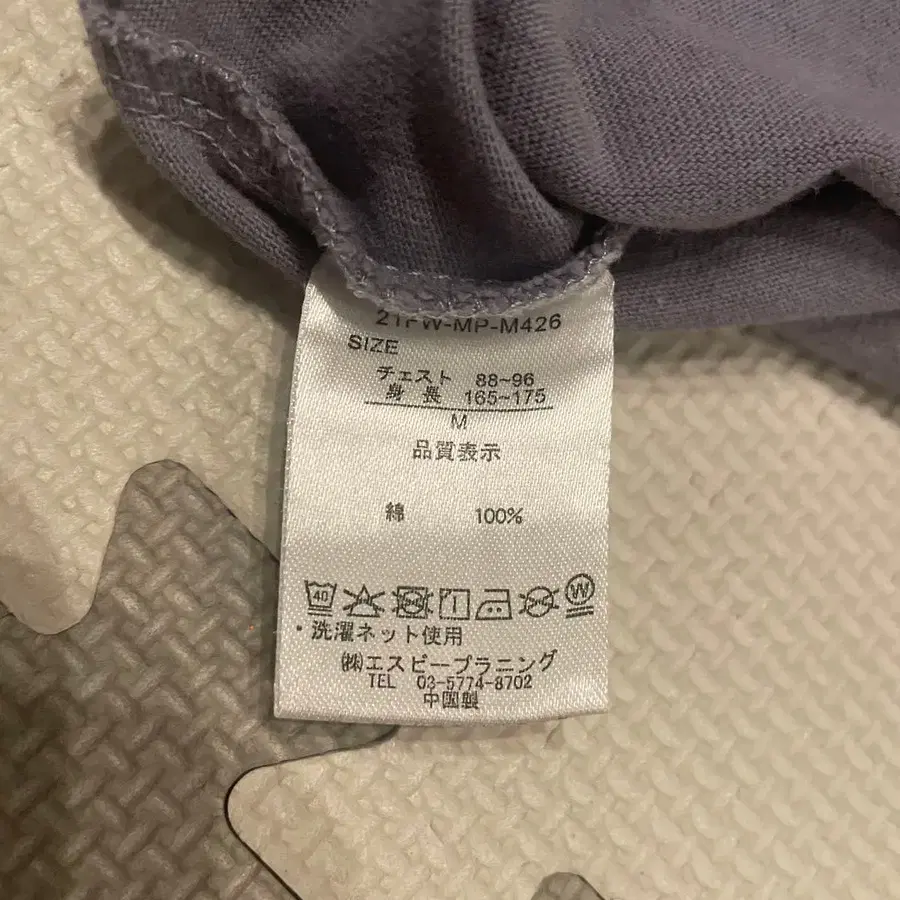 21FW-MP-M426
SIZE
チェスト 88~96
身長 165~175
M
品質表示
綿 100%
40 W
・洗濯ネット使用
㈱エスビープラニング
TEL 03-5774-8702
中国製